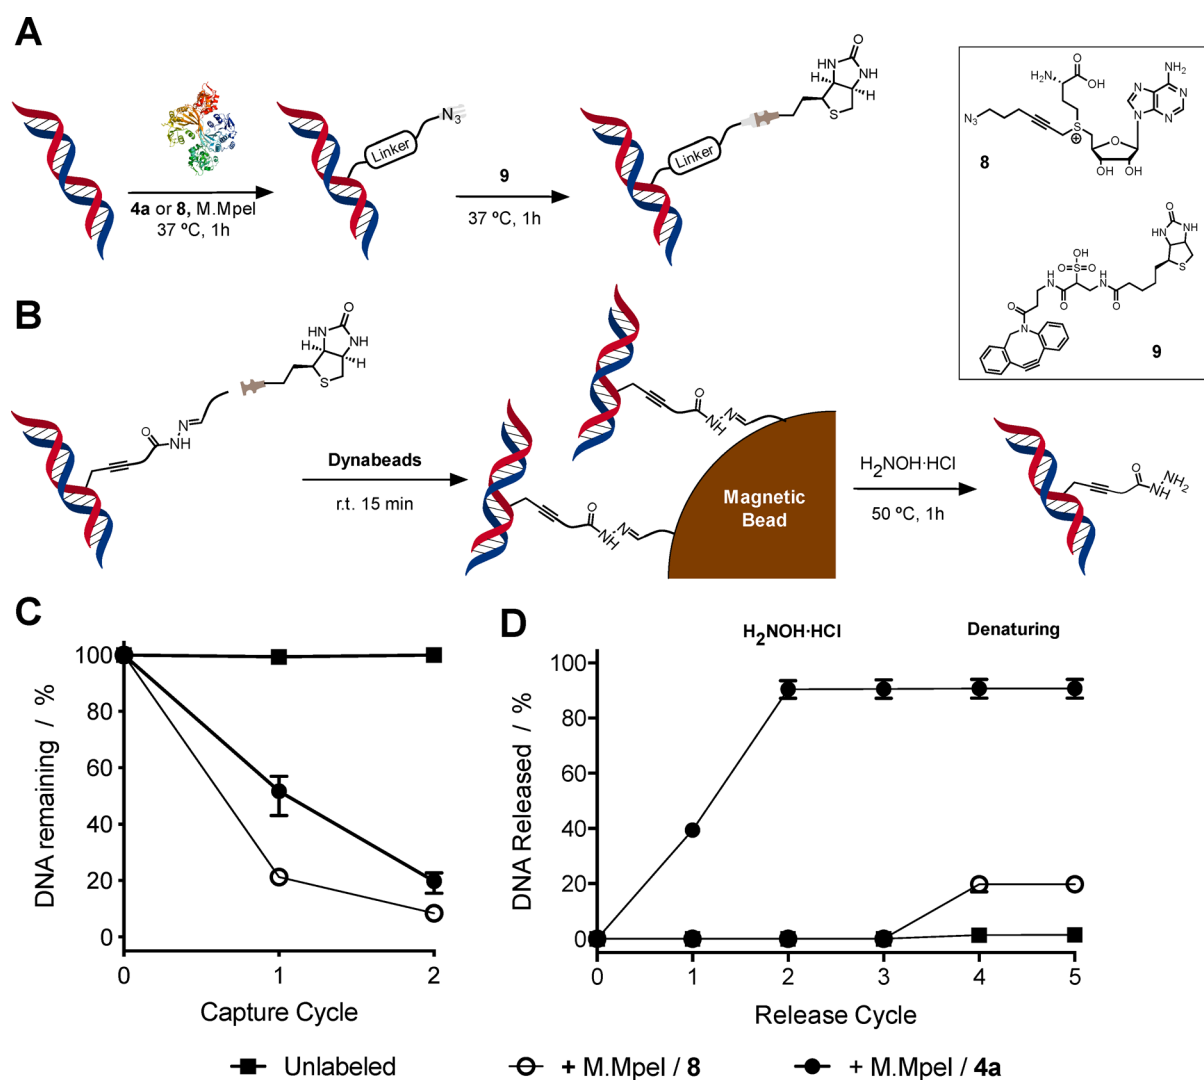 A
4a or 8, M.MpeI
37 ºC, 1h
N3
Linker
9
37 ºC, 1h
Linker
O
HN
NH
H
H
S
H2N
O
OH
NH2
N
N
N
N
N3
S
⊕
O
OH
OH
8
O
HN
NH
S
OH
O
S
O
H
N
O
H
N
O
O
N
9
B
O
HN
NH
H
H
S
O
NH
N
Dynabeads
r.t. 15 min
O
N
H
N
O
N
H
N
Magnetic
Bead
H2NOH·HCl
50 ºC, 1h
O
N
H
NH2
C
DNA remaining / %
100
80
60
40
20
0
0
1
2
Capture Cycle
D
H2NOH·HCl
Denaturing
DNA Released / %
100
80
60
40
20
0
0
1
2
3
4
5
Release Cycle
Unlabeled
+ M.MpeI / 8
+ M.MpeI / 4a